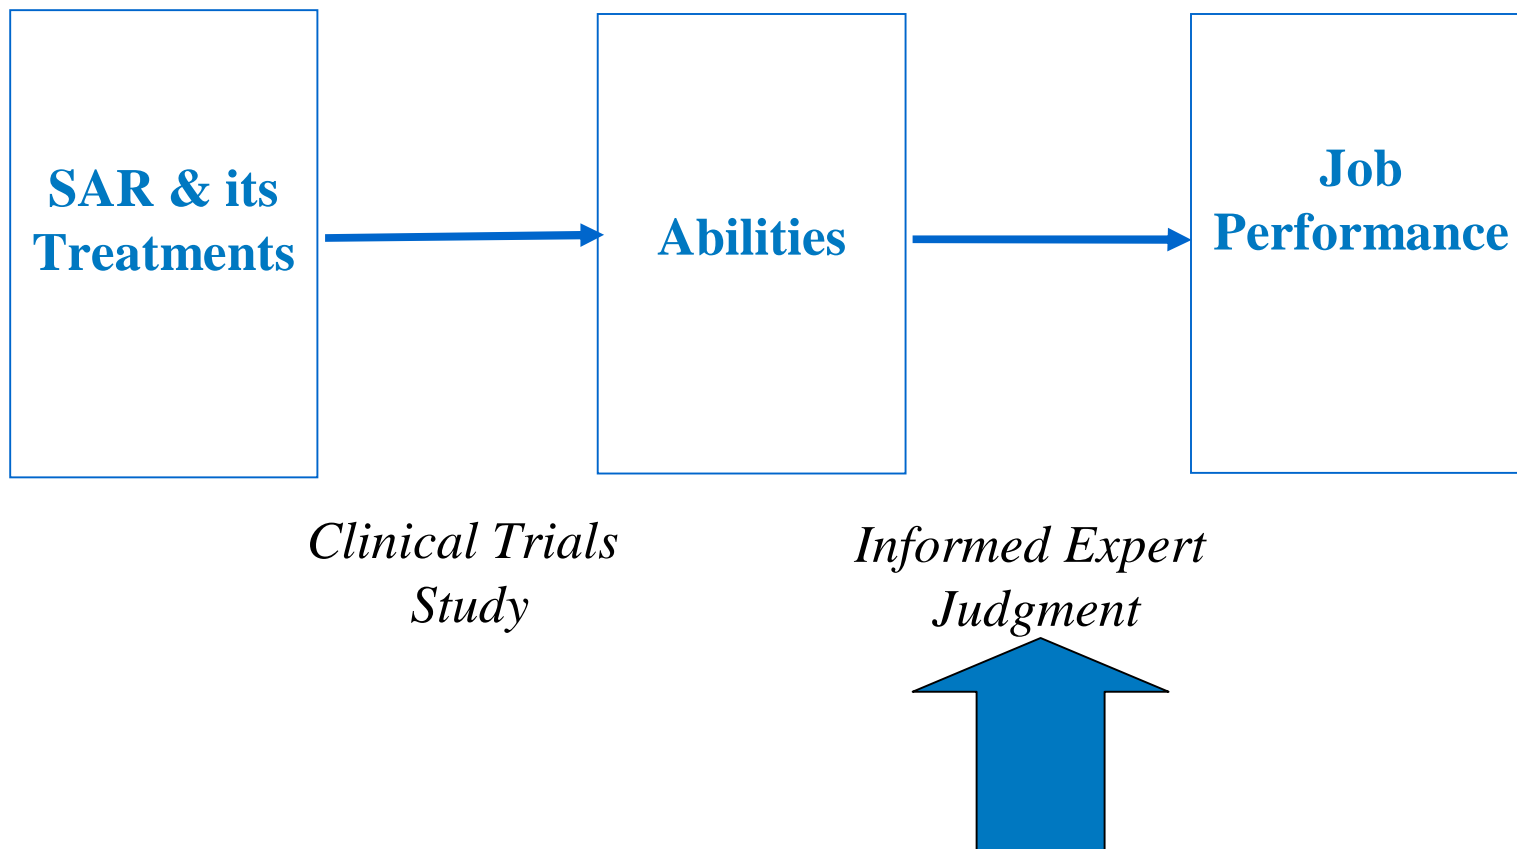 SAR & its
Treatments
Abilities
Job
Performance
Clinical Trials
Study
Informed Expert
Judgment